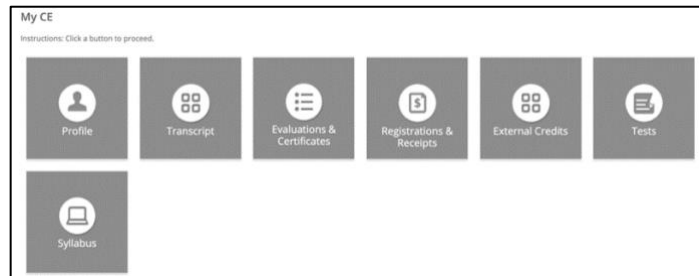 My CE
Instructions: Click a button to proceed.
Profile
Transcript
Evaluations &
Certificates
Registrations &
Receipts
External Credits
Tests
Syllabus